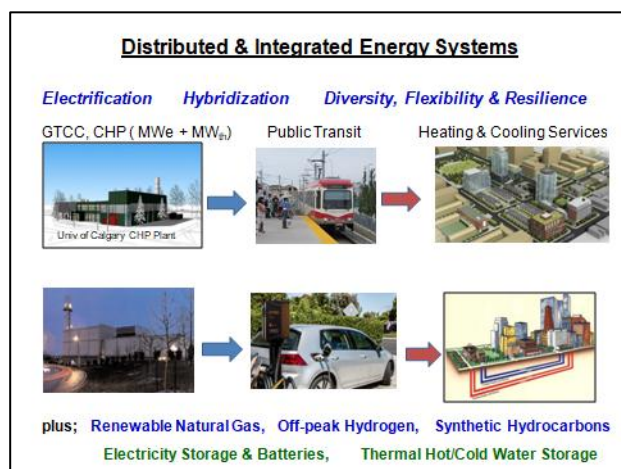 Distributed & Integrated Energy Systems
Electrification Hybridization Diversity, Flexibility & Resilience
GTCC, CHP ( MWe + MWth) Public Transit Heating & Cooling Services
Univ of Calgary CHP Plant
plus; Renewable Natural Gas, Off-peak Hydrogen, Synthetic Hydrocarbons
Electricity Storage & Batteries, Thermal Hot/Cold Water Storage